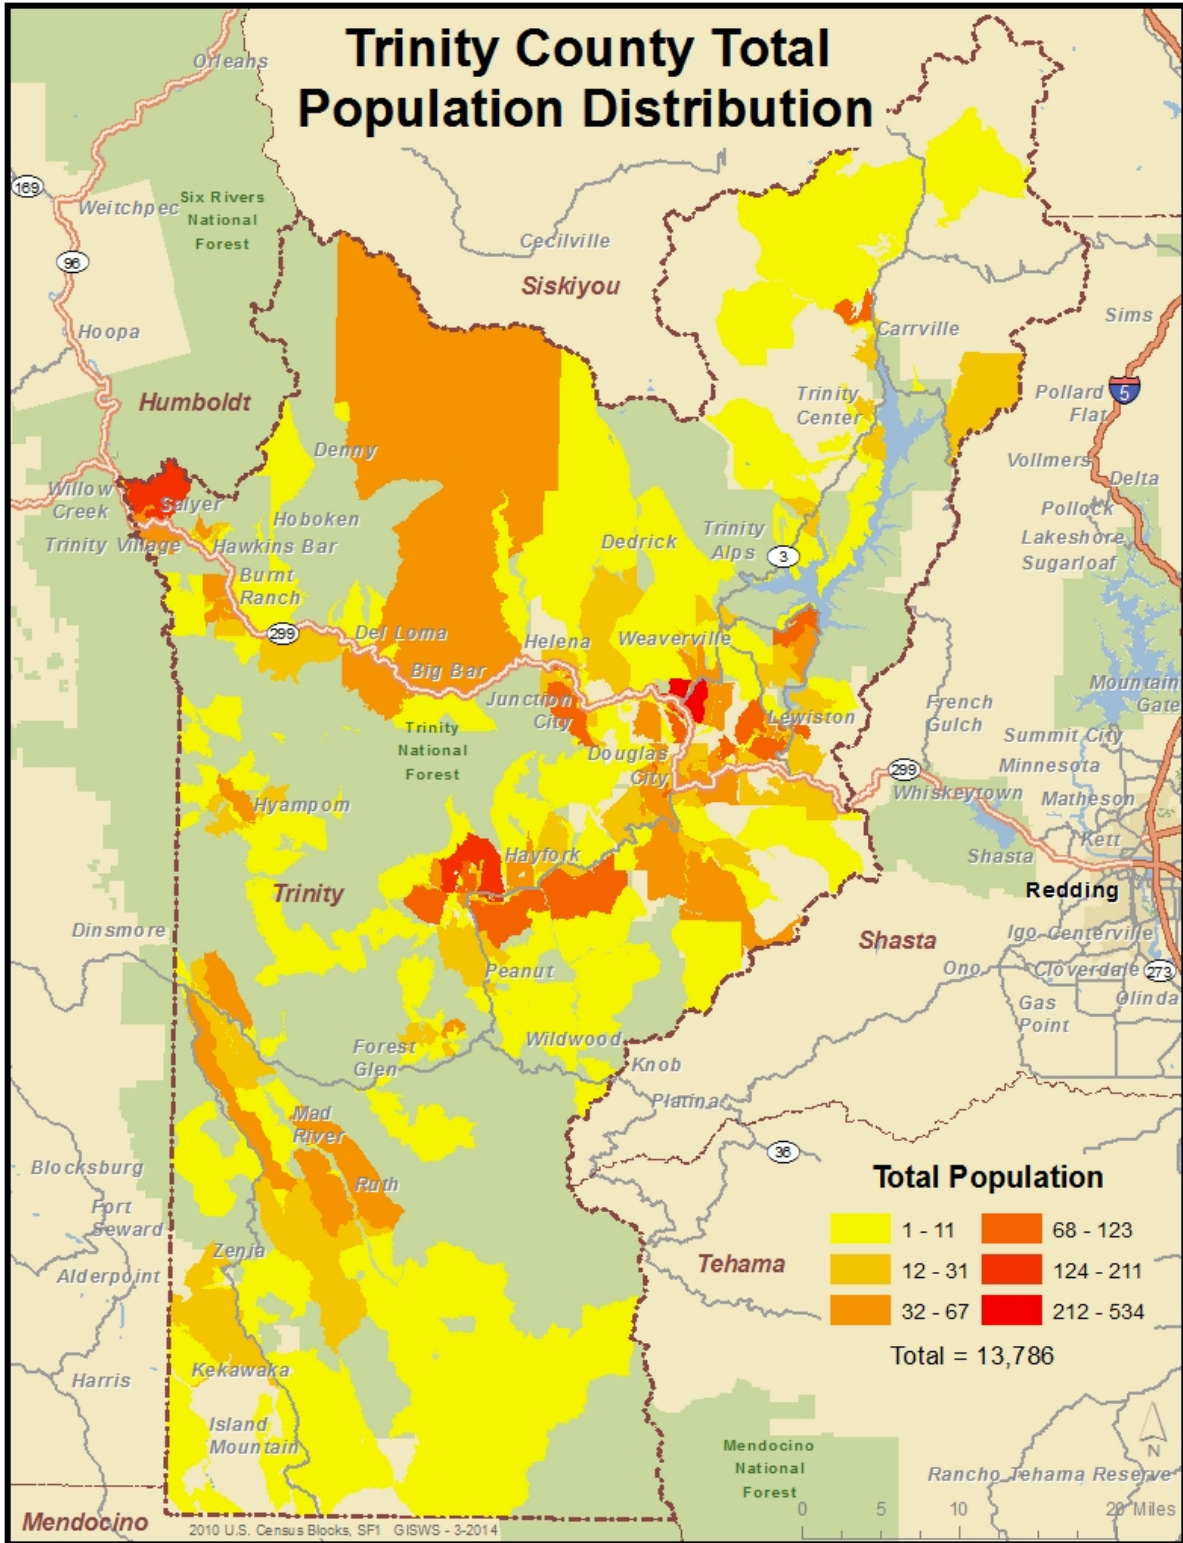 Trinity County Total
Population Distribution
Orleans
169
Weitchpec
Six Rivers
National
Forest
96
Cecilville
Siskiyou
Hoopa
Carrville
Sims
Humboldt
Trinity
Center
Pollard
Flat
5
Denny
Vollmers
Delta
Willow
Creek
Salyer
Hoboken
Pollock
Trinity Village
Hawkins Bar
Dedrick
Trinity
Alps
3
Lakeshore
Sugarloaf
Burnt
Ranch
299
Del Loma
Helena
Weaverville
Big Bar
Junction
City
Lewiston
French
Gulch
Mountain
Gate
Trinity
National
Forest
Douglas
City
Summit City
299
Minnesota
Whiskeytown
Matheson
Hyampom
Hayfork
Shasta
Kett
Trinity
Redding
Dinsmore
Shasta
Igo
Centerville
Peanut
Ono
Cloverdale
273
Gas
Point
Olinda
Forest
Glen
Wildwood
Knob
Platina
Mad
River
36
Blocksburg
Ruth
Fort
Seward
Zenia
Alderpoint
Tehama
Total Population
1 - 11
68 - 123
12 - 31
124 - 211
32 - 67
212 - 534
Total = 13,786
Kekawaka
Harris
Island
Mountain
Mendocino
National
Forest
N
Rancho Tehama Reserve
0 5 10 20 Miles
Mendocino
2010 U.S. Census Blocks, SF1 GISWS - 3-2014